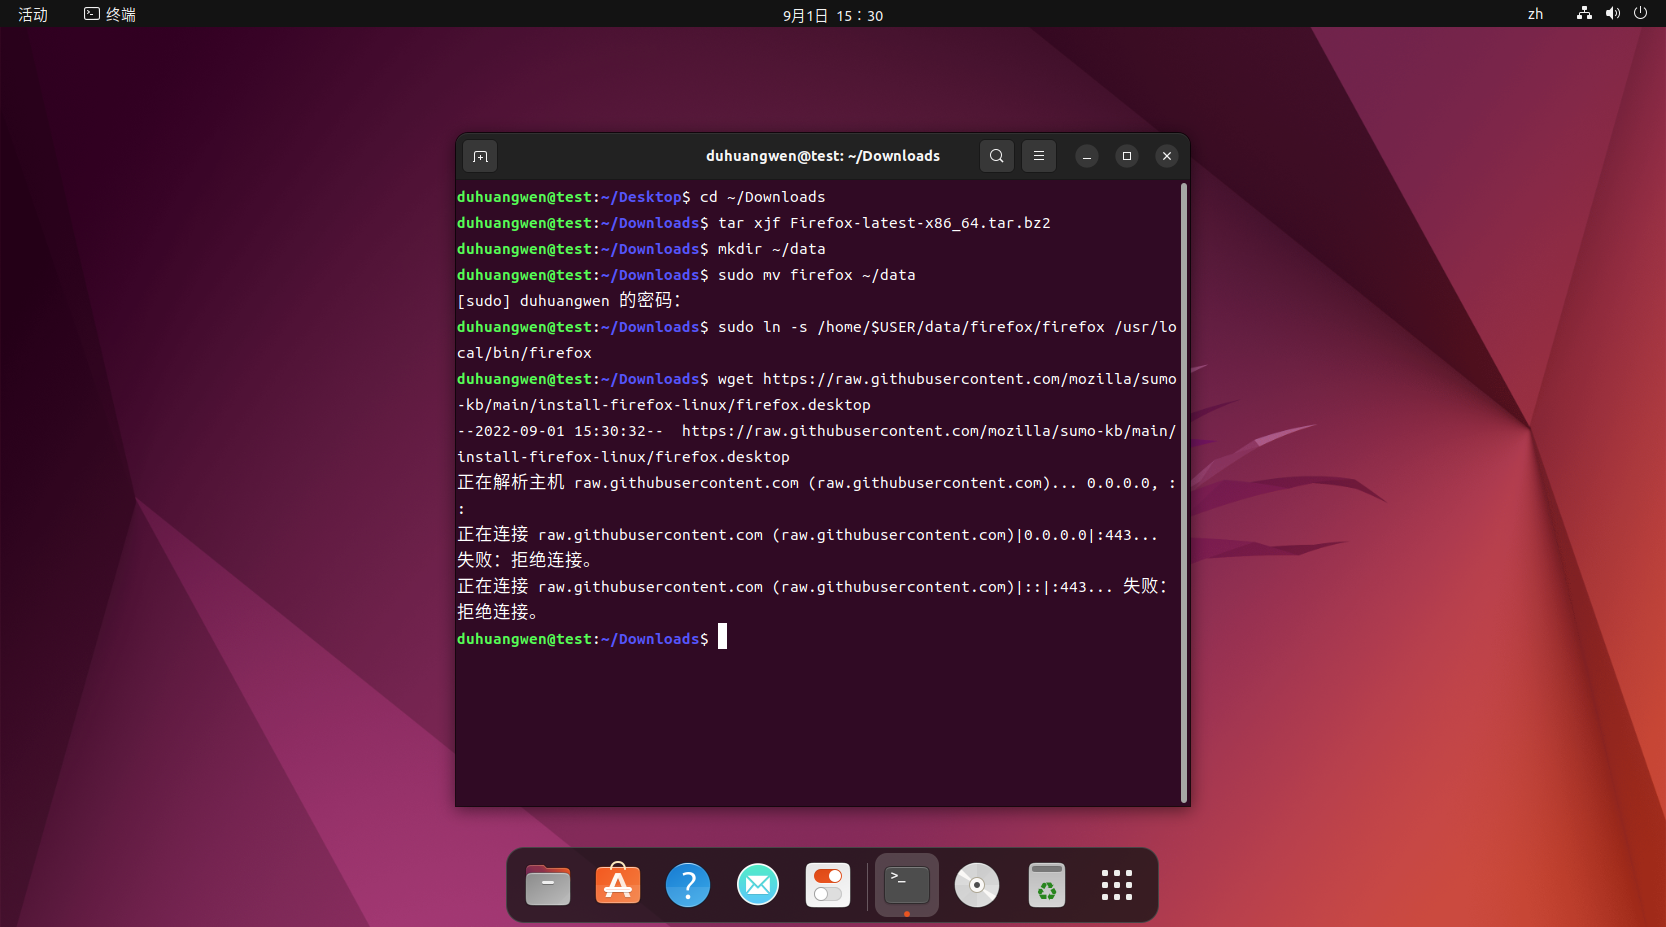 活动 终端 9月1日 15：30 zh
duhuangwen@test: ~/Downloads
duhuangwen@test:~/Desktop$ cd ~/Downloads
duhuangwen@test:~/Downloads$ tar xjf Firefox-latest-x86_64.tar.bz2
duhuangwen@test:~/Downloads$ mkdir ~/data
duhuangwen@test:~/Downloads$ sudo mv firefox ~/data
[sudo] duhuangwen 的密码：
duhuangwen@test:~/Downloads$ sudo ln -s /home/$USER/data/firefox/firefox /usr/lo
cal/bin/firefox
duhuangwen@test:~/Downloads$ wget https://raw.githubusercontent.com/mozilla/sumo
-kb/main/install-firefox-linux/firefox.desktop
--2022-09-01 15:30:32--  https://raw.githubusercontent.com/mozilla/sumo-kb/main/
install-firefox-linux/firefox.desktop
正在解析主机 raw.githubusercontent.com (raw.githubusercontent.com)... 0.0.0.0, :
:
正在连接 raw.githubusercontent.com (raw.githubusercontent.com)|0.0.0.0|:443...
失败：拒绝连接。
正在连接 raw.githubusercontent.com (raw.githubusercontent.com)|::|:443... 失败：
拒绝连接。
duhuangwen@test:~/Downloads$